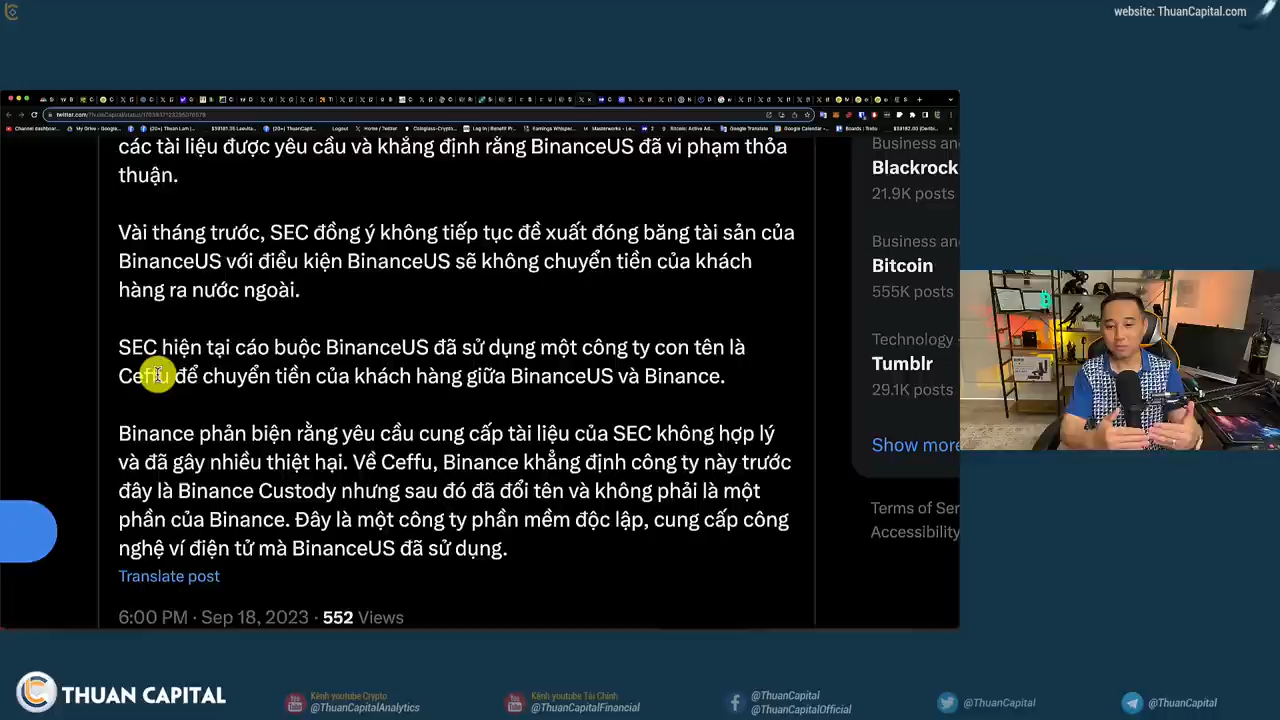 website: ThuanCapital.com
các tài liệu được yêu cầu và khẳng định rằng BinanceUS đã vi phạm thỏa
thuận.
Vài tháng trước, SEC đồng ý không tiếp tục đề xuất đóng băng tài sản của
BinanceUS với điều kiện BinanceUS sẽ không chuyển tiền của khách
hàng ra nước ngoài.
SEC hiện tại cáo buộc BinanceUS đã sử dụng một công ty con tên là
Ceffu để chuyển tiền của khách hàng giữa BinanceUS và Binance.
Binance phản biện rằng yêu cầu cung cấp tài liệu của SEC không hợp lý
và đã gây nhiều thiệt hại. Về Ceffu, Binance khẳng định công ty này trước
đây là Binance Custody nhưng sau đó đã đổi tên và không phải là một
phần của Binance. Đây là một công ty phần mềm độc lập, cung cấp công
nghệ ví điện tử mà BinanceUS đã sử dụng.
Translate post
6:00 PM · Sep 18, 2023 · 552 Views
Business an
Blackrock
21.9K posts
Business an
Bitcoin
555K posts
Technology
Tumblr
29.1K posts
Show more
Terms of Ser
Accessibility
THUAN CAPITAL
Kênh youtube Crypto
@ThuanCapitalAnalytics
Kênh youtube Tài Chính
@ThuanCapitalFinancial
@ThuanCapital
@ThuanCapitalOfficial
@ThuanCapital
@ThuanCapital